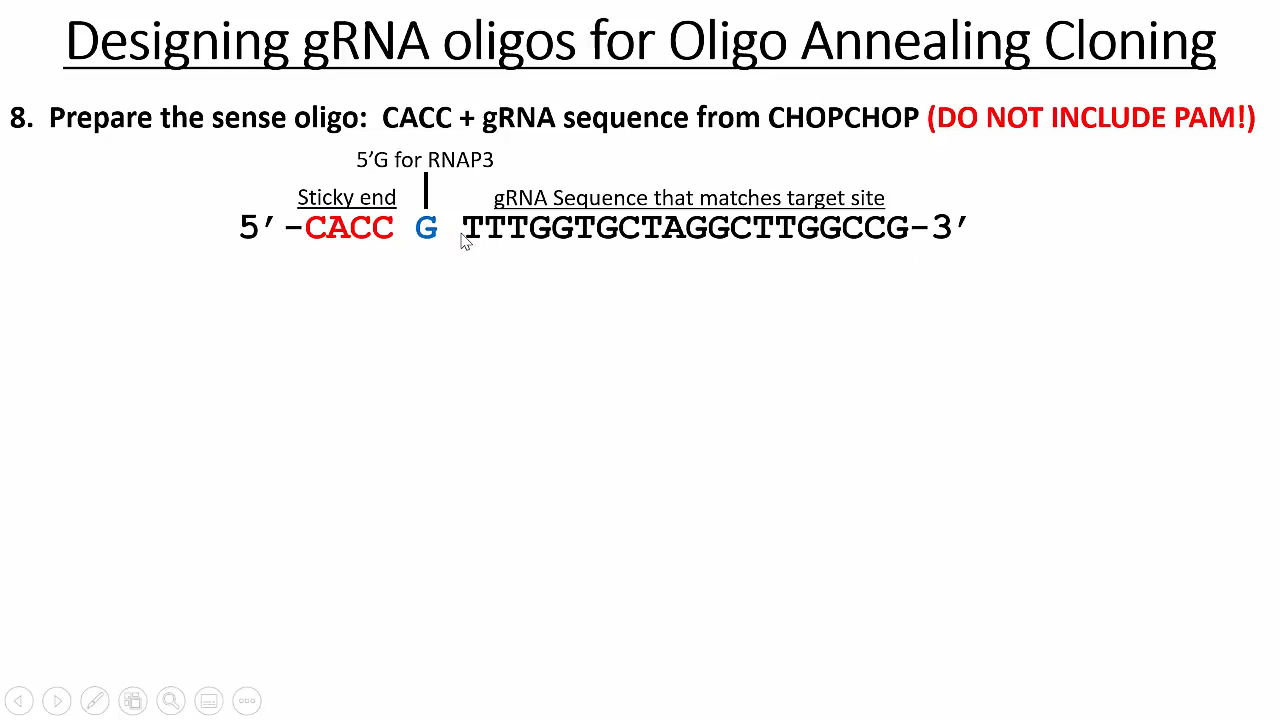 Designing gRNA oligos for Oligo Annealing Cloning
8. Prepare the sense oligo: CACC + gRNA sequence from CHOPCHOP (DO NOT INCLUDE PAM!)
5’G for RNAP3
Sticky end gRNA Sequence that matches target site
5’-CACC G TTTGGTGCTAGGCTTGGCCG-3’